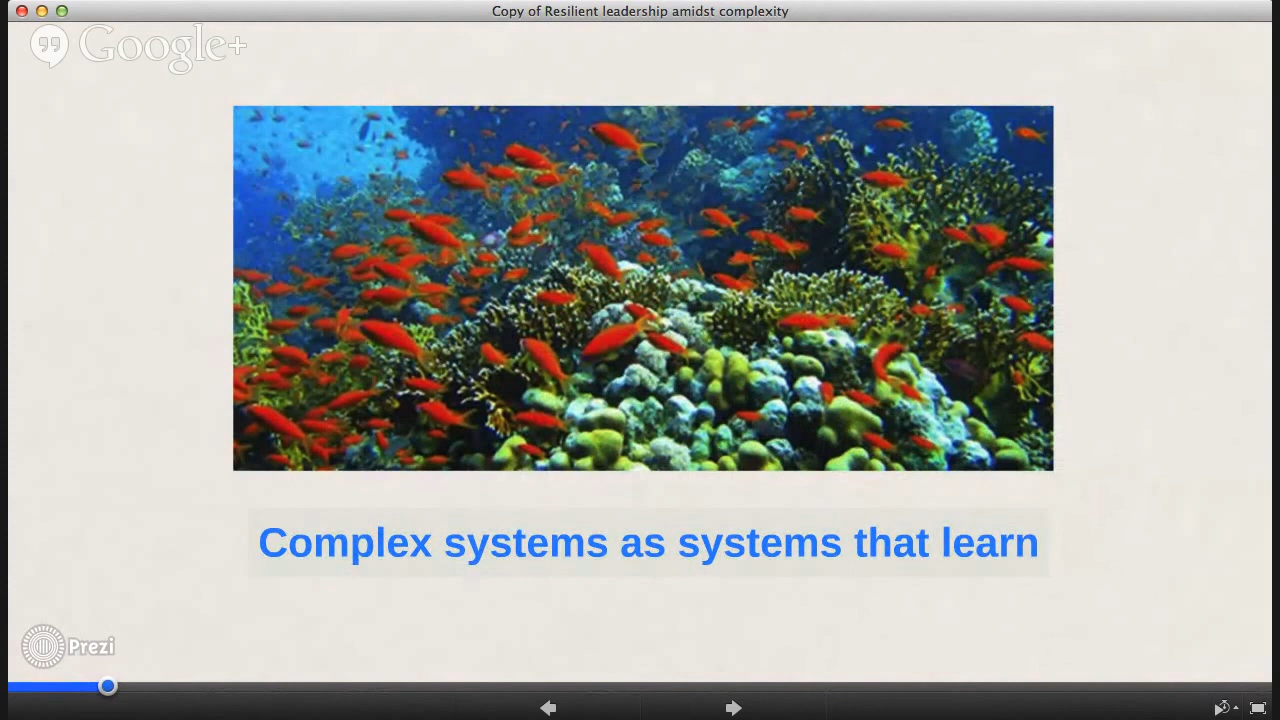 Copy of Resilient leadership amidst complexity
Google+
Complex systems as systems that learn
Prezi